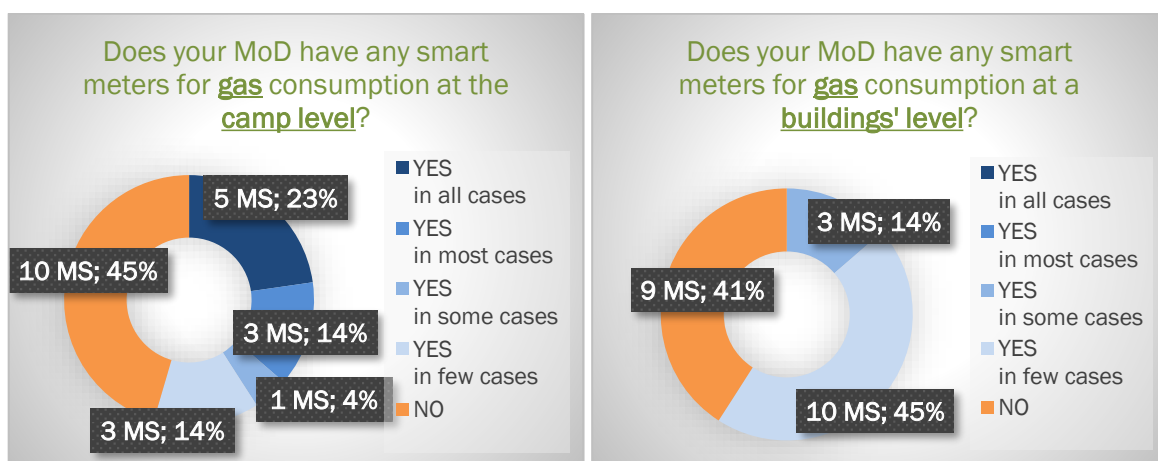 Does your MoD have any smart
meters for gas consumption at the
camp level?
5 MS; 23%
10 MS; 45%
3 MS; 14%
1 MS; 4%
3 MS; 14%
YES
in all cases
YES
in most cases
YES
in some cases
YES
in few cases
NO
Does your MoD have any smart
meters for gas consumption at a
buildings' level?
3 MS; 14%
9 MS; 41%
10 MS; 45%
YES
in all cases
YES
in most cases
YES
in some cases
YES
in few cases
NO